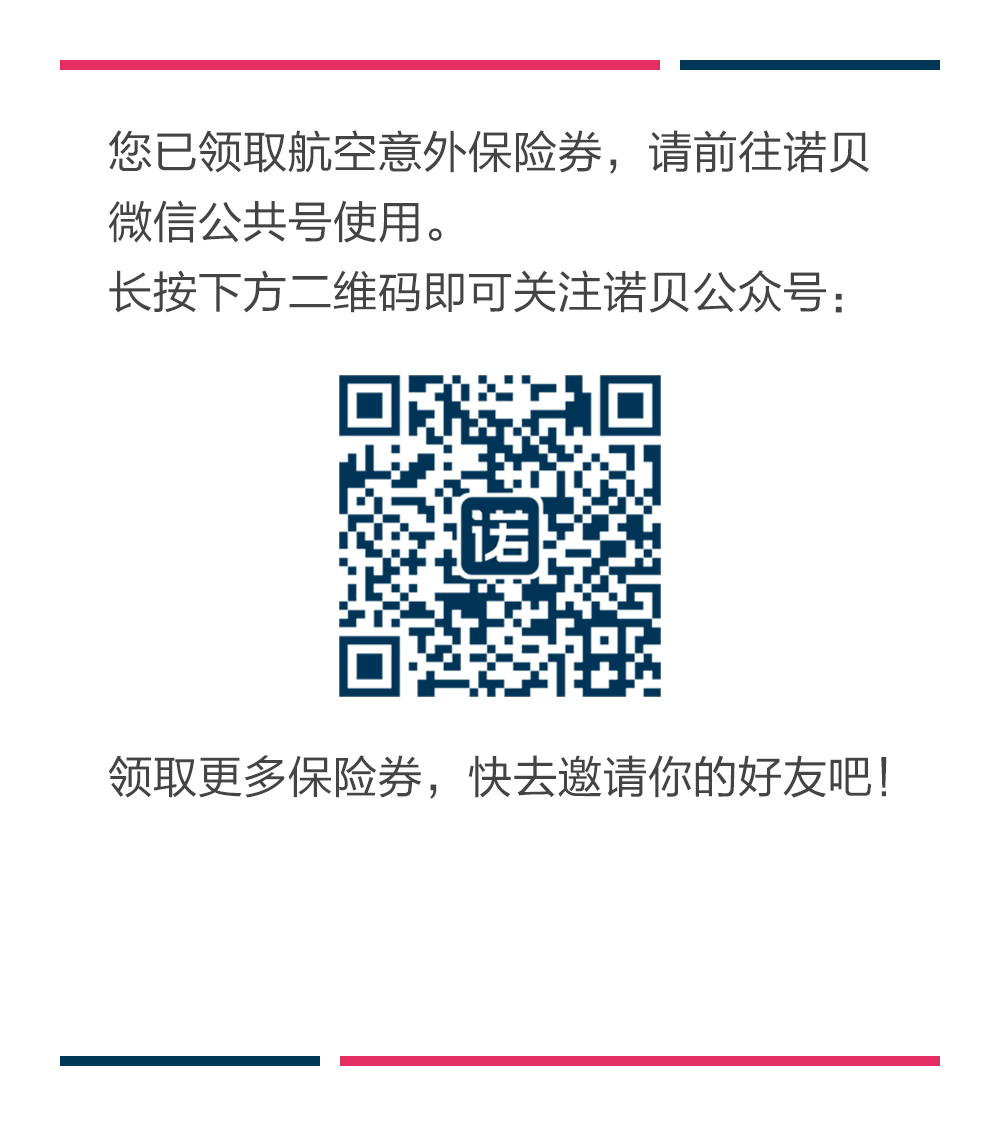 您已领取航空意外保险券，请前往诺贝
微信公共号使用。
长按下方二维码即可关注诺贝公众号：
诺
领取更多保险券，快去邀请你的好友吧！